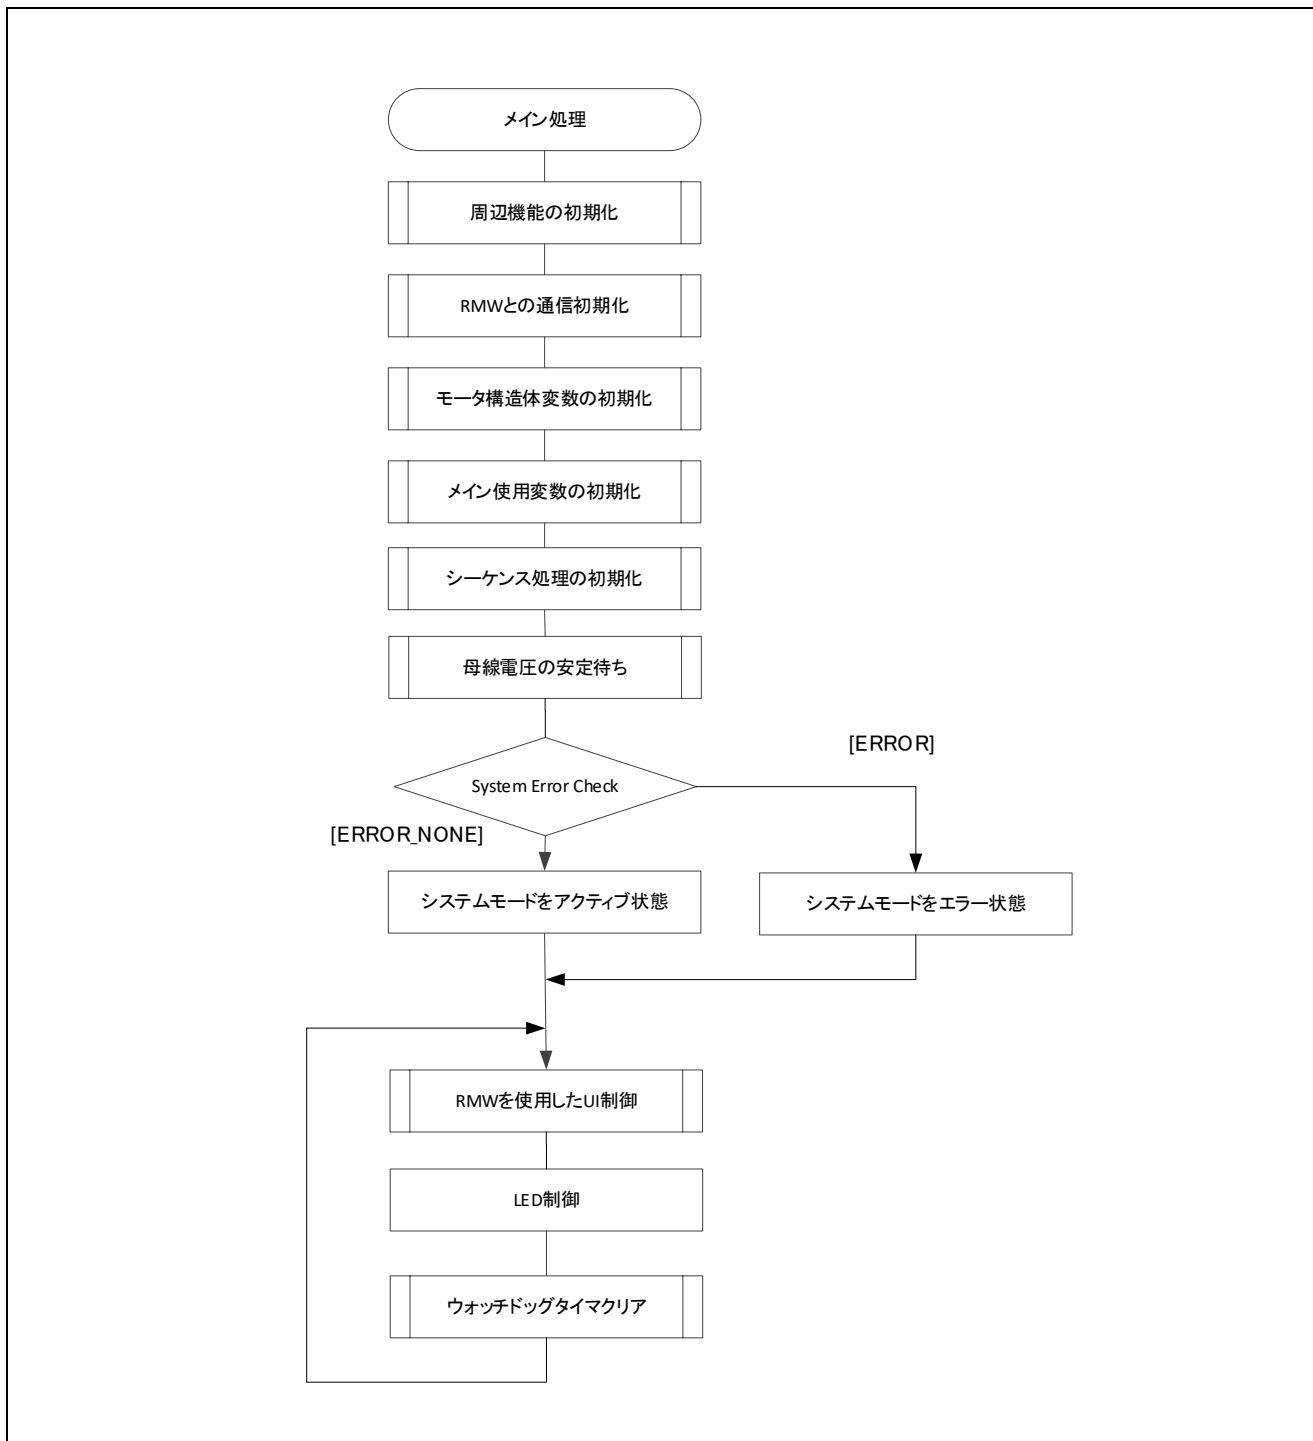 メイン処理
周辺機能の初期化
RMWとの通信初期化
モータ構造体変数の初期化
メイン使用変数の初期化
シーケンス処理の初期化
母線電圧の安定待ち
[ERROR]
System Error Check
[ERROR_NONE]
システムモードをアクティブ状態
システムモードをエラー状態
RMWを使用したUI制御
LED制御
ウォッチドッグタイマクリア